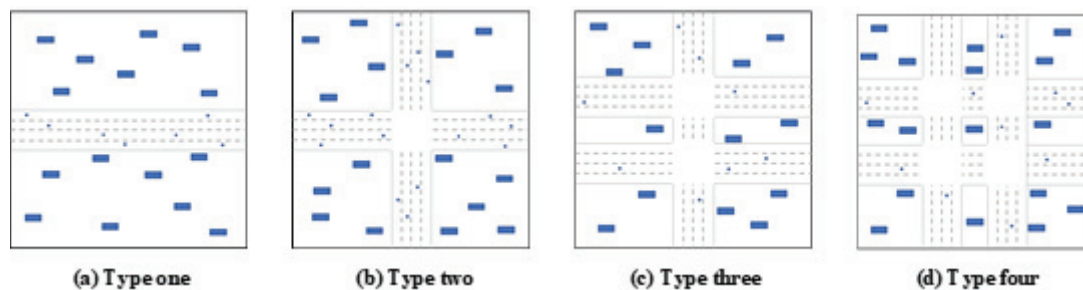 (a) Type one
(b) Type two
(c) Type three
(d) Type four